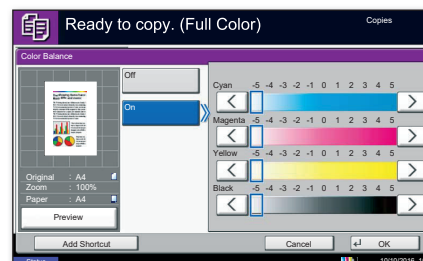 Ready to copy. (Full Color)
Copies
Color Balance
Off
On
Cyan
-5 -4 -3 -2 -1 0 1 2 3 4 5
Magenta
-5 -4 -3 -2 -1 0 1 2 3 4 5
Yellow
-5 -4 -3 -2 -1 0 1 2 3 4 5
Black
-5 -4 -3 -2 -1 0 1 2 3 4 5
Original : A4
Zoom : 100%
Paper : A4
Preview
Add Shortcut
Cancel
OK
Status
10/10/2016